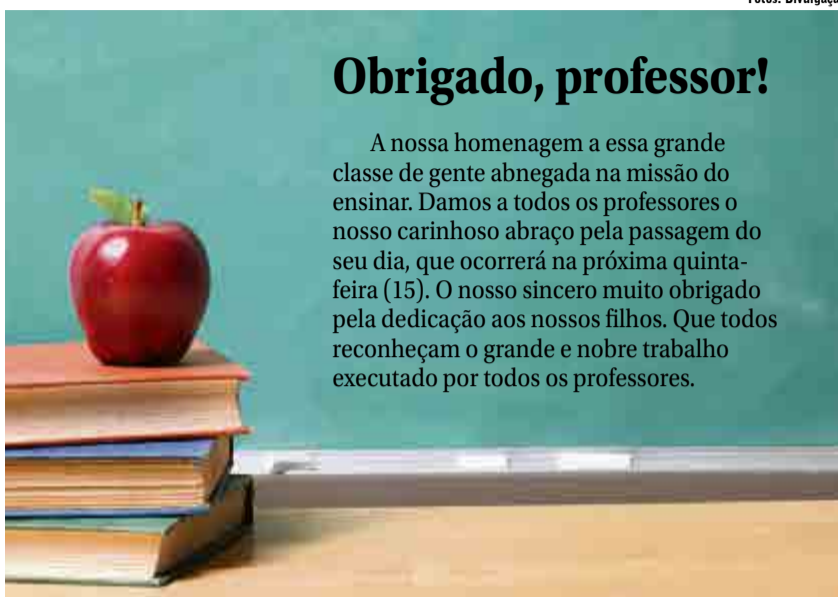 Fotos: Divulgaçã
Obrigado, professor!
A nossa homenagem a essa grande
classe de gente abnegada na missão do
ensinar. Damos a todos os professores o
nosso carinhoso abraço pela passagem do
seu dia, que ocorrerá na próxima quinta-
feira (15). O nosso sincero muito obrigado
pela dedicação aos nossos filhos. Que todos
reconheçam o grande e nobre trabalho
executado por todos os professores.